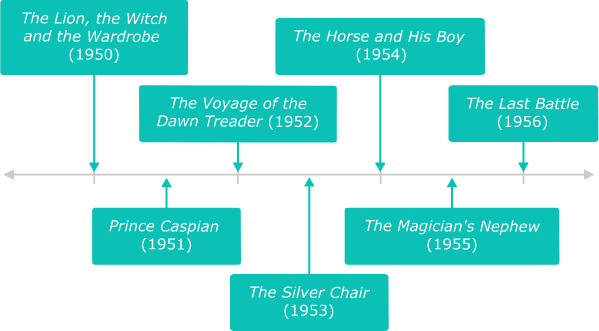 The Lion, the Witch
and the Wardrobe
(1950)
The Horse and His Boy
(1954)
The Voyage of the
Dawn Treader (1952)
The Last Battle
(1956)
Prince Caspian
(1951)
The Magician's Nephew
(1955)
The Silver Chair
(1953)